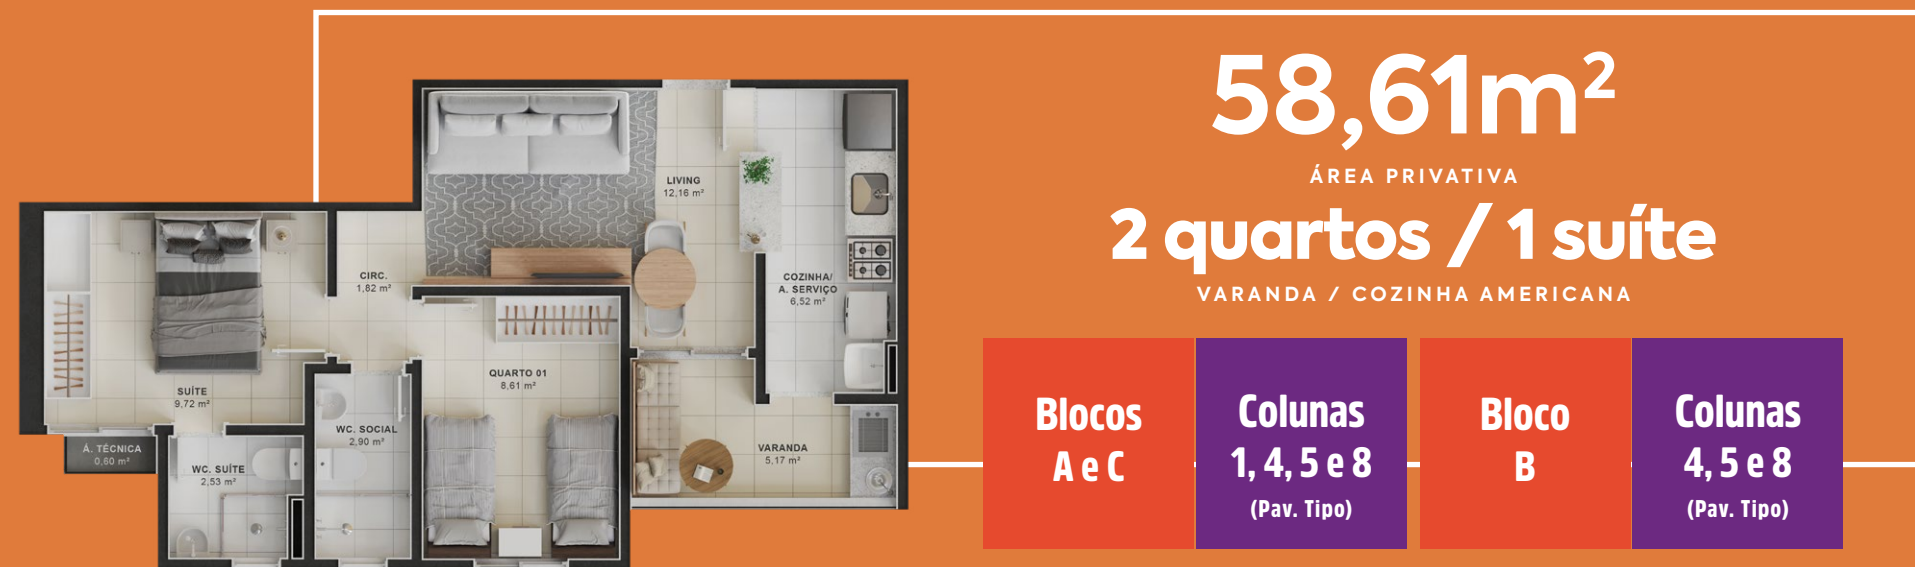 58,61m²
ÁREA PRIVATIVA
2 quartos / 1 suíte
VARANDA / COZINHA AMERICANA
Blocos
A e C
Colunas
1, 4, 5 e 8
(Pav. Tipo)
Bloco
B
Colunas
4, 5 e 8
(Pav. Tipo)
LIVING
12,16 m²
CIRC.
1,82 m²
COZINHA/
A. SERVIÇO
6,52 m²
SUÍTE
9,72 m²
QUARTO 01
8,61 m²
WC. SOCIAL
2,90 m²
Á. TÉCNICA
0,60 m²
WC. SUÍTE
2,53 m²
VARANDA
5,17 m²